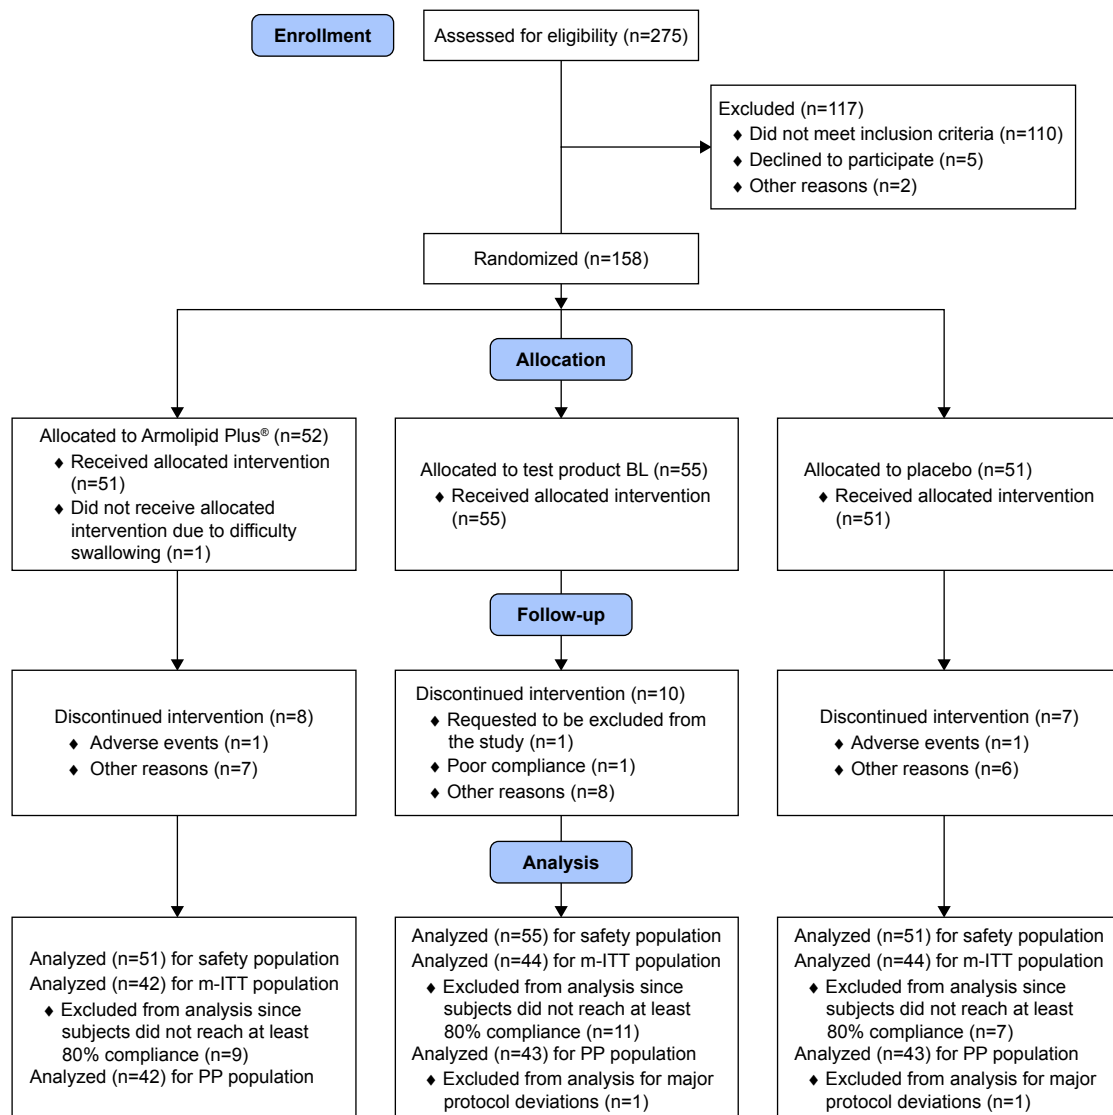 Enrollment
Assessed for eligibility (n=275)
Excluded (n=117)
♦ Did not meet inclusion criteria (n=110)
♦ Declined to participate (n=5)
♦ Other reasons (n=2)
Randomized (n=158)
Allocation
Allocated to Armolipid Plus® (n=52)
♦ Received allocated intervention
(n=51)
♦ Did not receive allocated
intervention due to difficulty
swallowing (n=1)
Allocated to test product BL (n=55)
♦ Received allocated intervention
(n=55)
Allocated to placebo (n=51)
♦ Received allocated intervention
(n=51)
Follow-up
Discontinued intervention (n=8)
♦ Adverse events (n=1)
♦ Other reasons (n=7)
Discontinued intervention (n=10)
♦ Requested to be excluded from
the study (n=1)
♦ Poor compliance (n=1)
♦ Other reasons (n=8)
Discontinued intervention (n=7)
♦ Adverse events (n=1)
♦ Other reasons (n=6)
Analysis
Analyzed (n=51) for safety population
Analyzed (n=42) for m-ITT population
♦ Excluded from analysis since
subjects did not reach at least
80% compliance (n=9)
Analyzed (n=42) for PP population
Analyzed (n=55) for safety population
Analyzed (n=44) for m-ITT population
♦ Excluded from analysis since
subjects did not reach at least
80% compliance (n=11)
Analyzed (n=43) for PP population
♦ Excluded from analysis for major
protocol deviations (n=1)
Analyzed (n=51) for safety population
Analyzed (n=44) for m-ITT population
♦ Excluded from analysis since
subjects did not reach at least
80% compliance (n=7)
Analyzed (n=43) for PP population
♦ Excluded from analysis for major
protocol deviations (n=1)